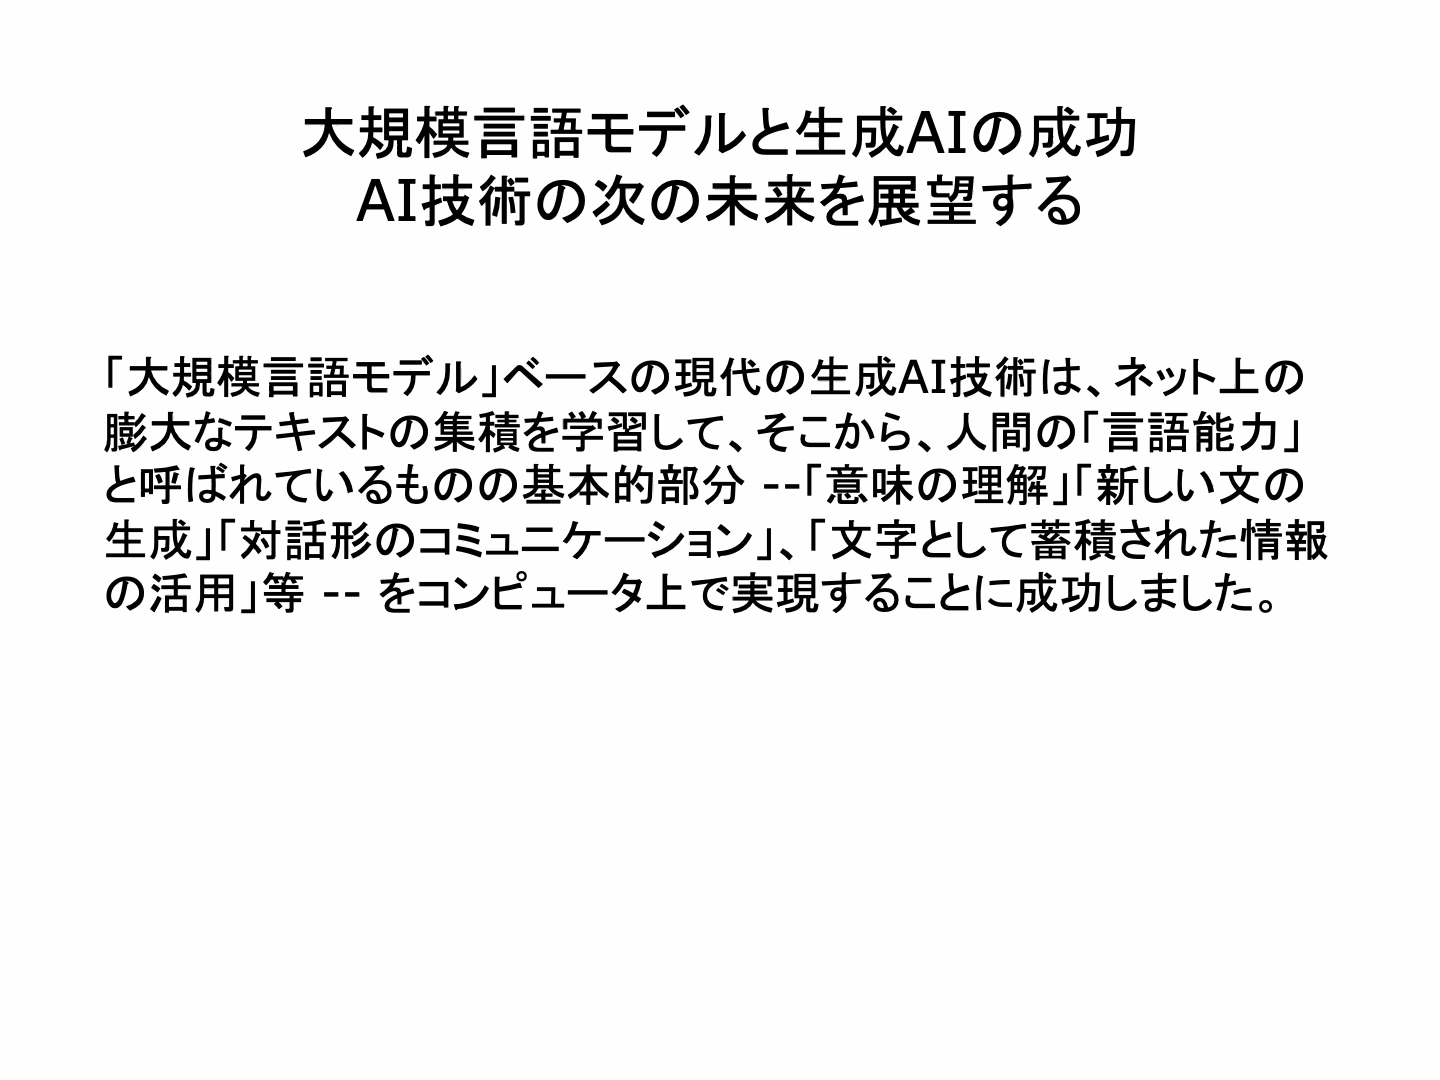 大規模言語モデルと生成AIの成功
AI技術の次の未来を展望する
「大規模言語モデル」ベースの現代の生成AI技術は、ネット上の
膨大なテキストの集積を学習して、そこから、人間の「言語能力」
と呼ばれているものの基本的部分 --「意味の理解」「新しい文の
生成」「対話形のコミュニケーション」、「文字として蓄積された情報
の活用」等 -- をコンピュータ上で実現することに成功しました。